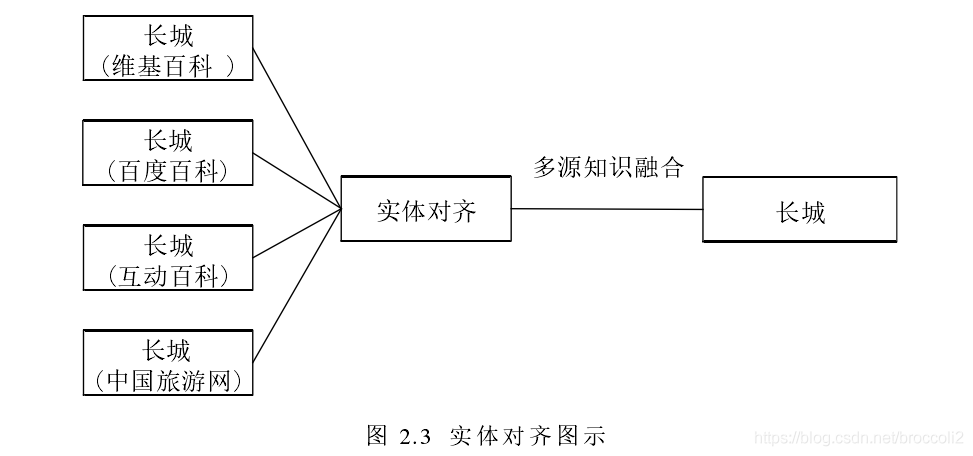 长城
(维基百科 )
长城
(百度百科)
长城
(互动百科)
长城
(中国旅游网)
实体对齐
多源知识融合
长城
图 2.3 实体对齐图示
https://blog.csdn.net/broccoli2